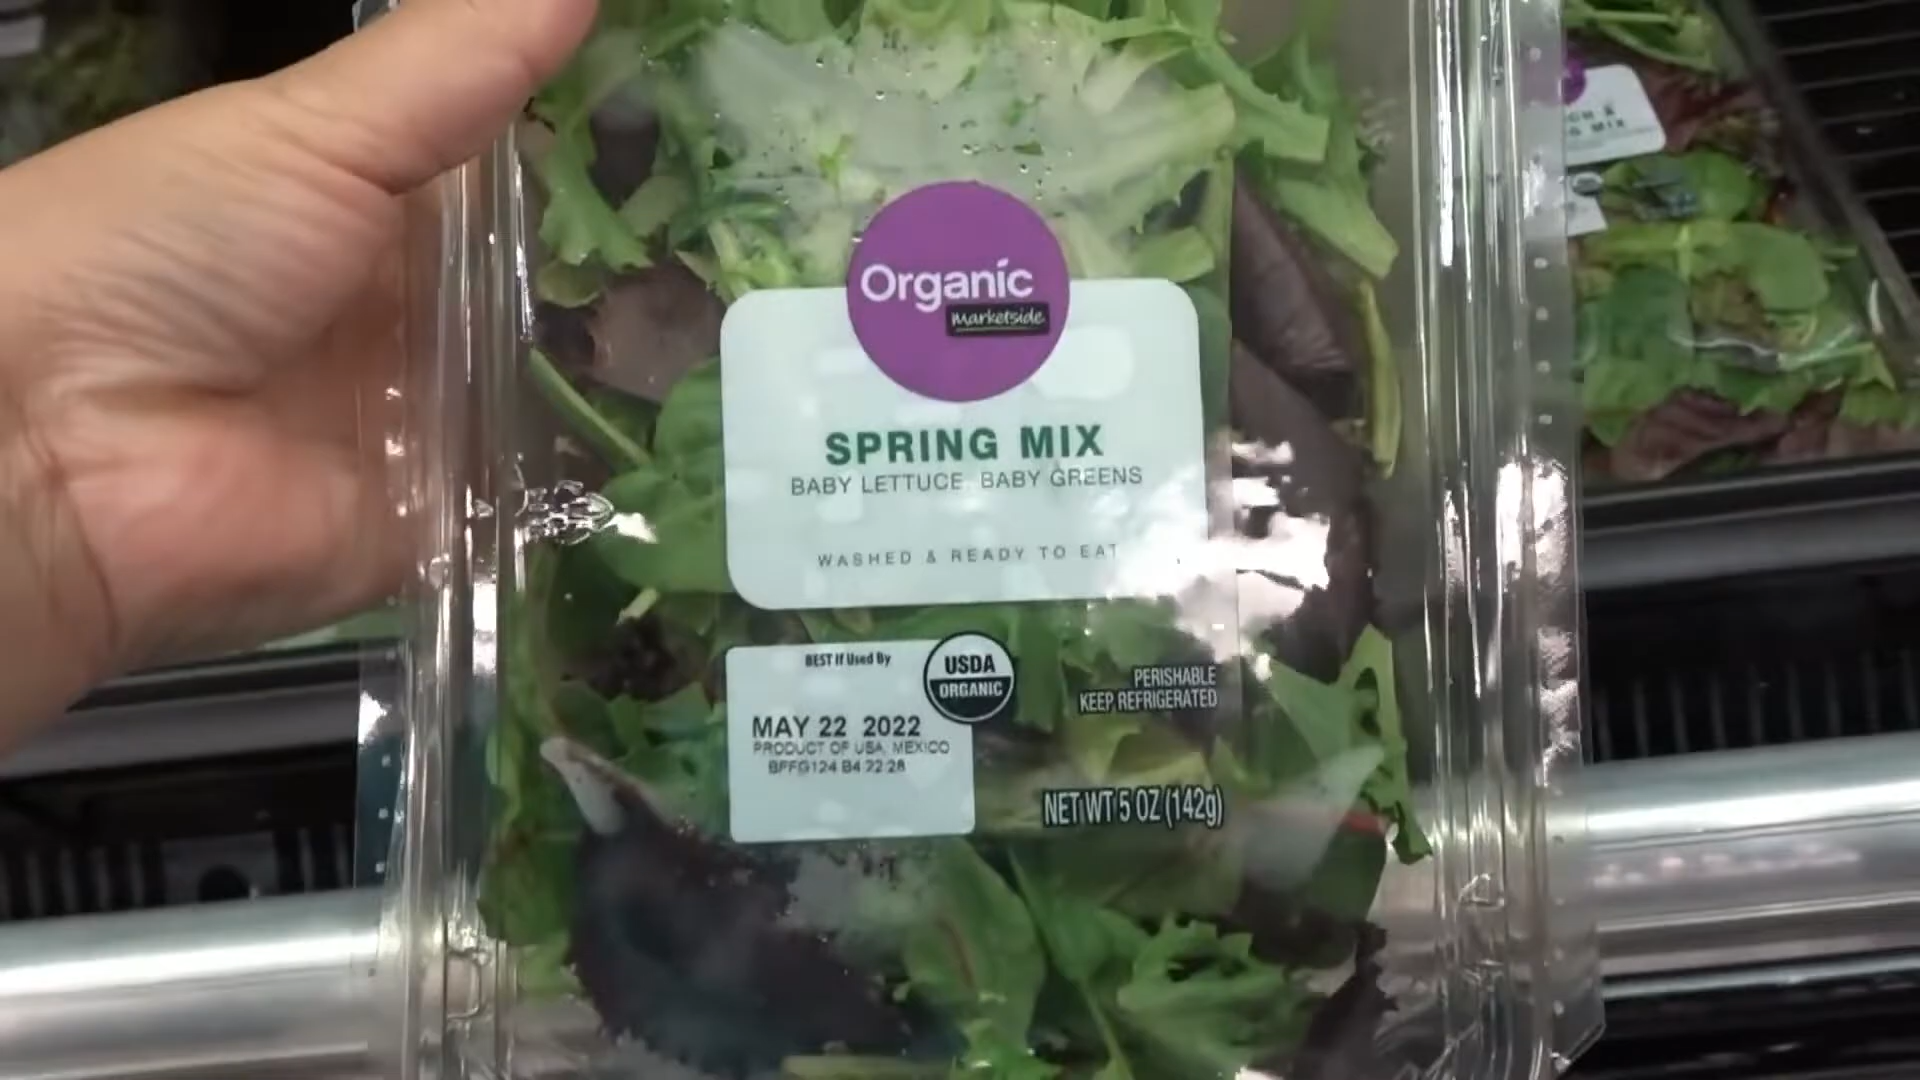 Organic
marketside
SPRING MIX
BABY LETTUCE, BABY GREENS
WASHED & READY TO EAT
BEST If Used By
USDA
ORGANIC
MAY 22 2022
PRODUCT OF USA, MEXICO
BFFG124 B4 22:28
PERISHABLE
KEEP REFRIGERATED
NET WT 5 OZ (142g)
MIX